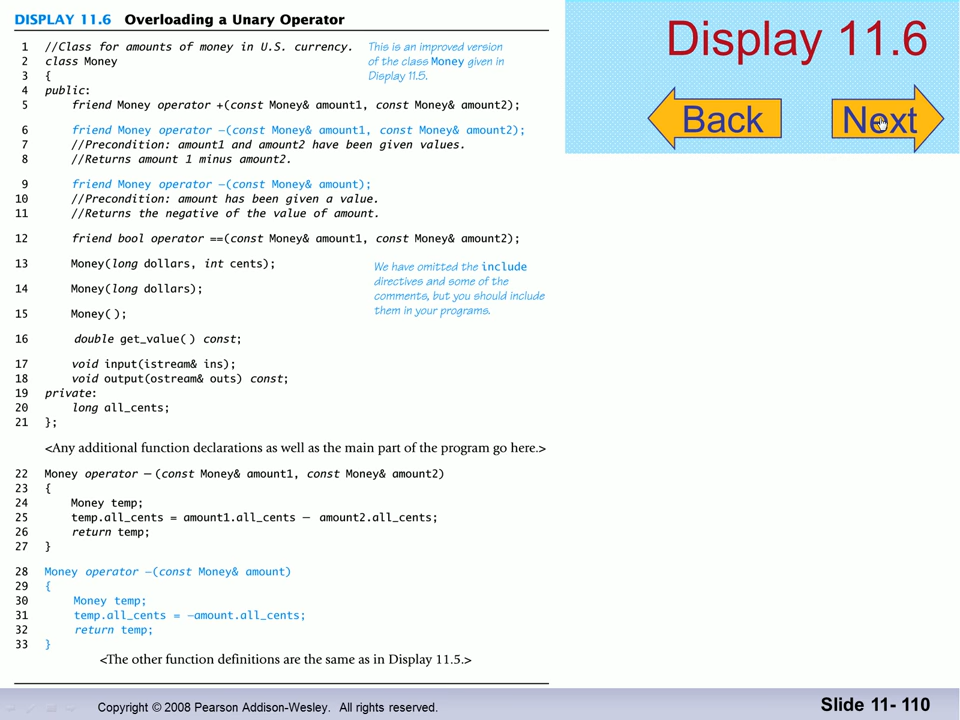 DISPLAY 11.6 Overloading a Unary Operator
1 //Class for amounts of money in U.S. currency.
2 class Money
3 {
4 public:
5 friend Money operator +(const Money& amount1, const Money& amount2);
This is an improved version
of the class Money given in
Display 11.5.
6 friend Money operator –(const Money& amount1, const Money& amount2);
7 //Precondition: amount1 and amount2 have been given values.
8 //Returns amount 1 minus amount2.
9 friend Money operator –(const Money& amount);
10 //Precondition: amount has been given a value.
11 //Returns the negative of the value of amount.
12 friend bool operator ==(const Money& amount1, const Money& amount2);
13 Money(long dollars, int cents);
14 Money(long dollars);
15 Money( );
We have omitted the include
directives and some of the
comments, but you should include
them in your programs.
16 double get_value( ) const;
17 void input(istream& ins);
18 void output(ostream& outs) const;
19 private:
20 long all_cents;
21 };
<Any additional function declarations as well as the main part of the program go here.>
22 Money operator – (const Money& amount1, const Money& amount2)
23 {
24 Money temp;
25 temp.all_cents = amount1.all_cents – amount2.all_cents;
26 return temp;
27 }
28 Money operator –(const Money& amount)
29 {
30 Money temp;
31 temp.all_cents = –amount.all_cents;
32 return temp;
33 }
<The other function definitions are the same as in Display 11.5.>
Display 11.6
Back
Next
Copyright © 2008 Pearson Addison-Wesley. All rights reserved.
Slide 11- 110